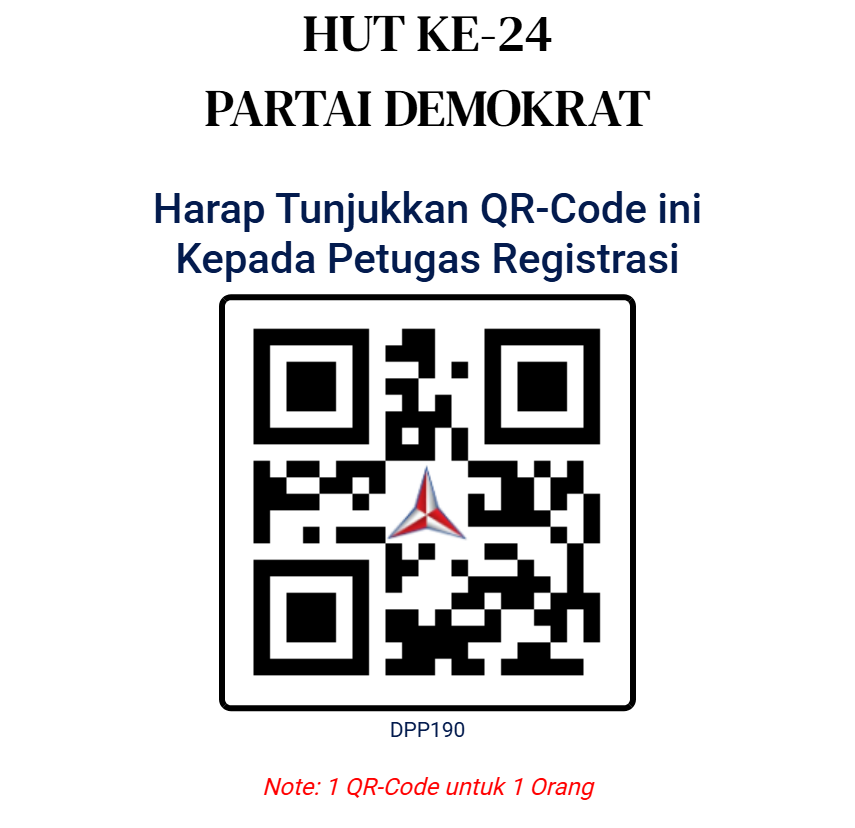 HUT KE-24
PARTAI DEMOKRAT
Harap Tunjukkan QR-Code ini
Kepada Petugas Registrasi
DPP190
Note: 1 QR-Code untuk 1 Orang